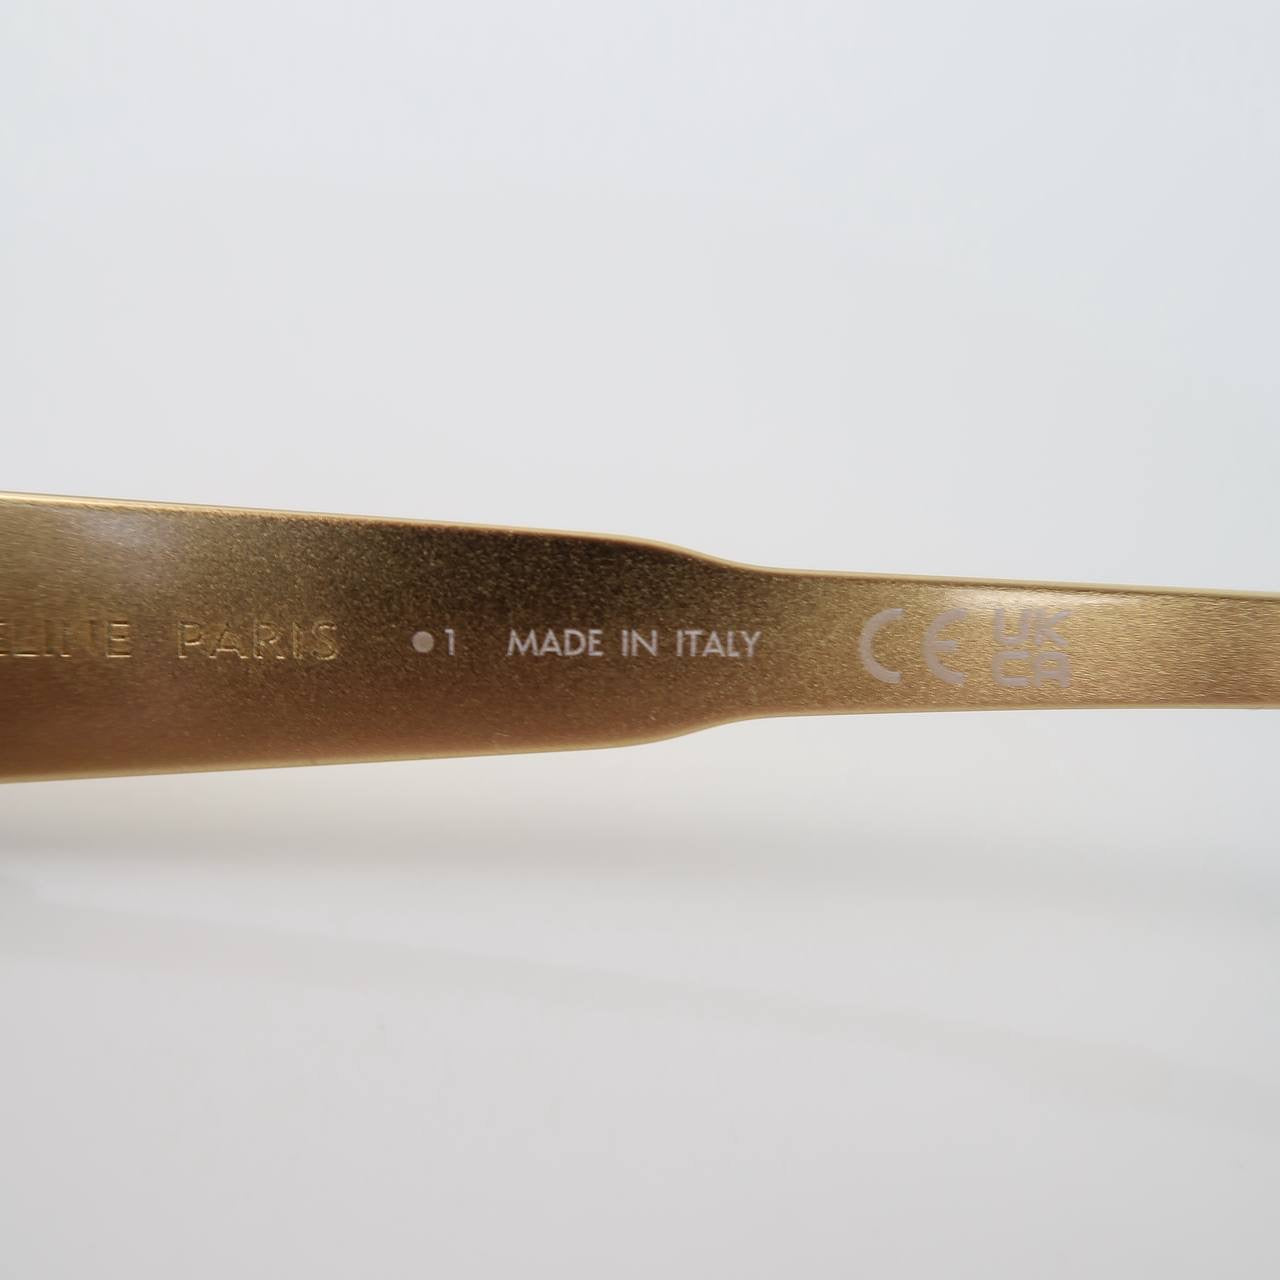 ELINE PARIS •1 MADE IN ITALY CE UK
CA